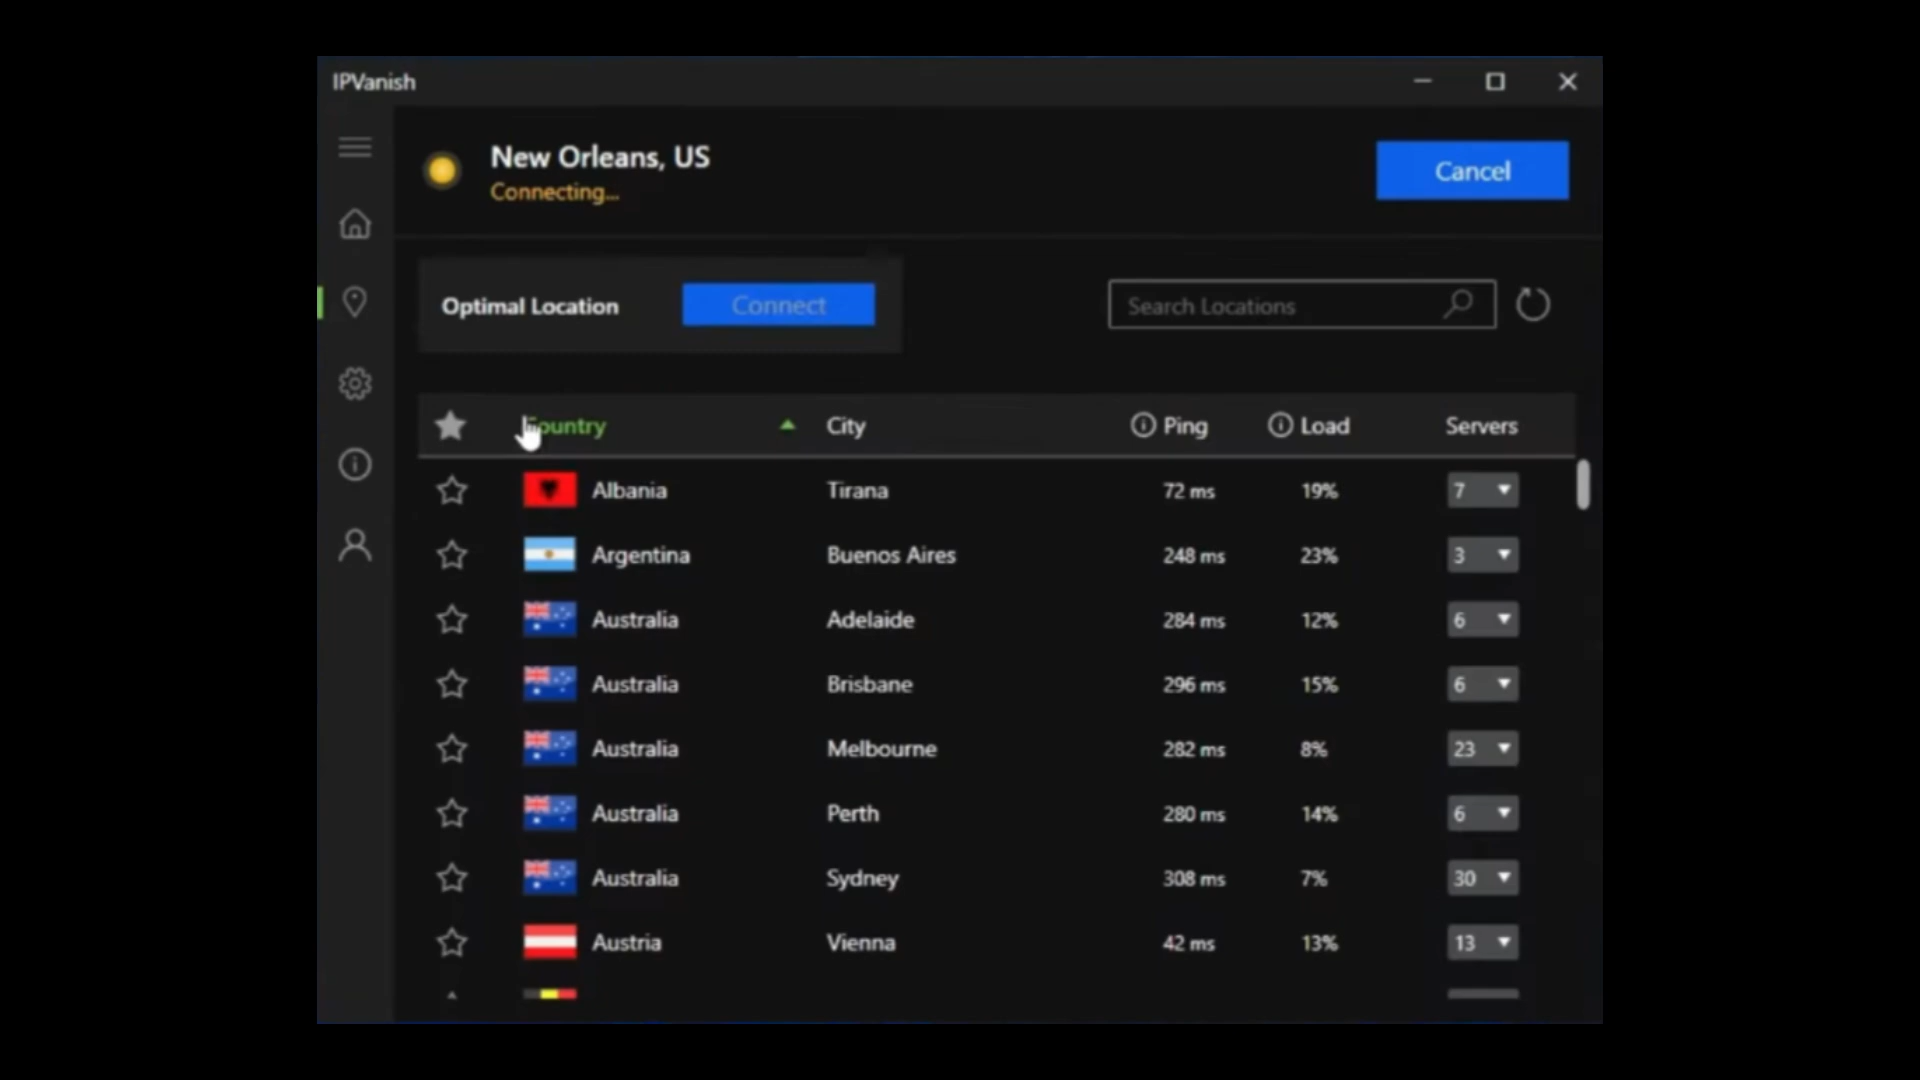 IPVanish
New Orleans, US
Connecting...
Cancel
Optimal Location
Connect
Search Locations
Country
City
Ping
Load
Servers
Albania Tirana 72 ms 19% 7
Argentina Buenos Aires 248 ms 23% 3
Australia Adelaide 284 ms 12% 6
Australia Brisbane 296 ms 15% 6
Australia Melbourne 282 ms 8% 23
Australia Perth 280 ms 14% 6
Australia Sydney 308 ms 7% 30
Austria Vienna 42 ms 13% 13